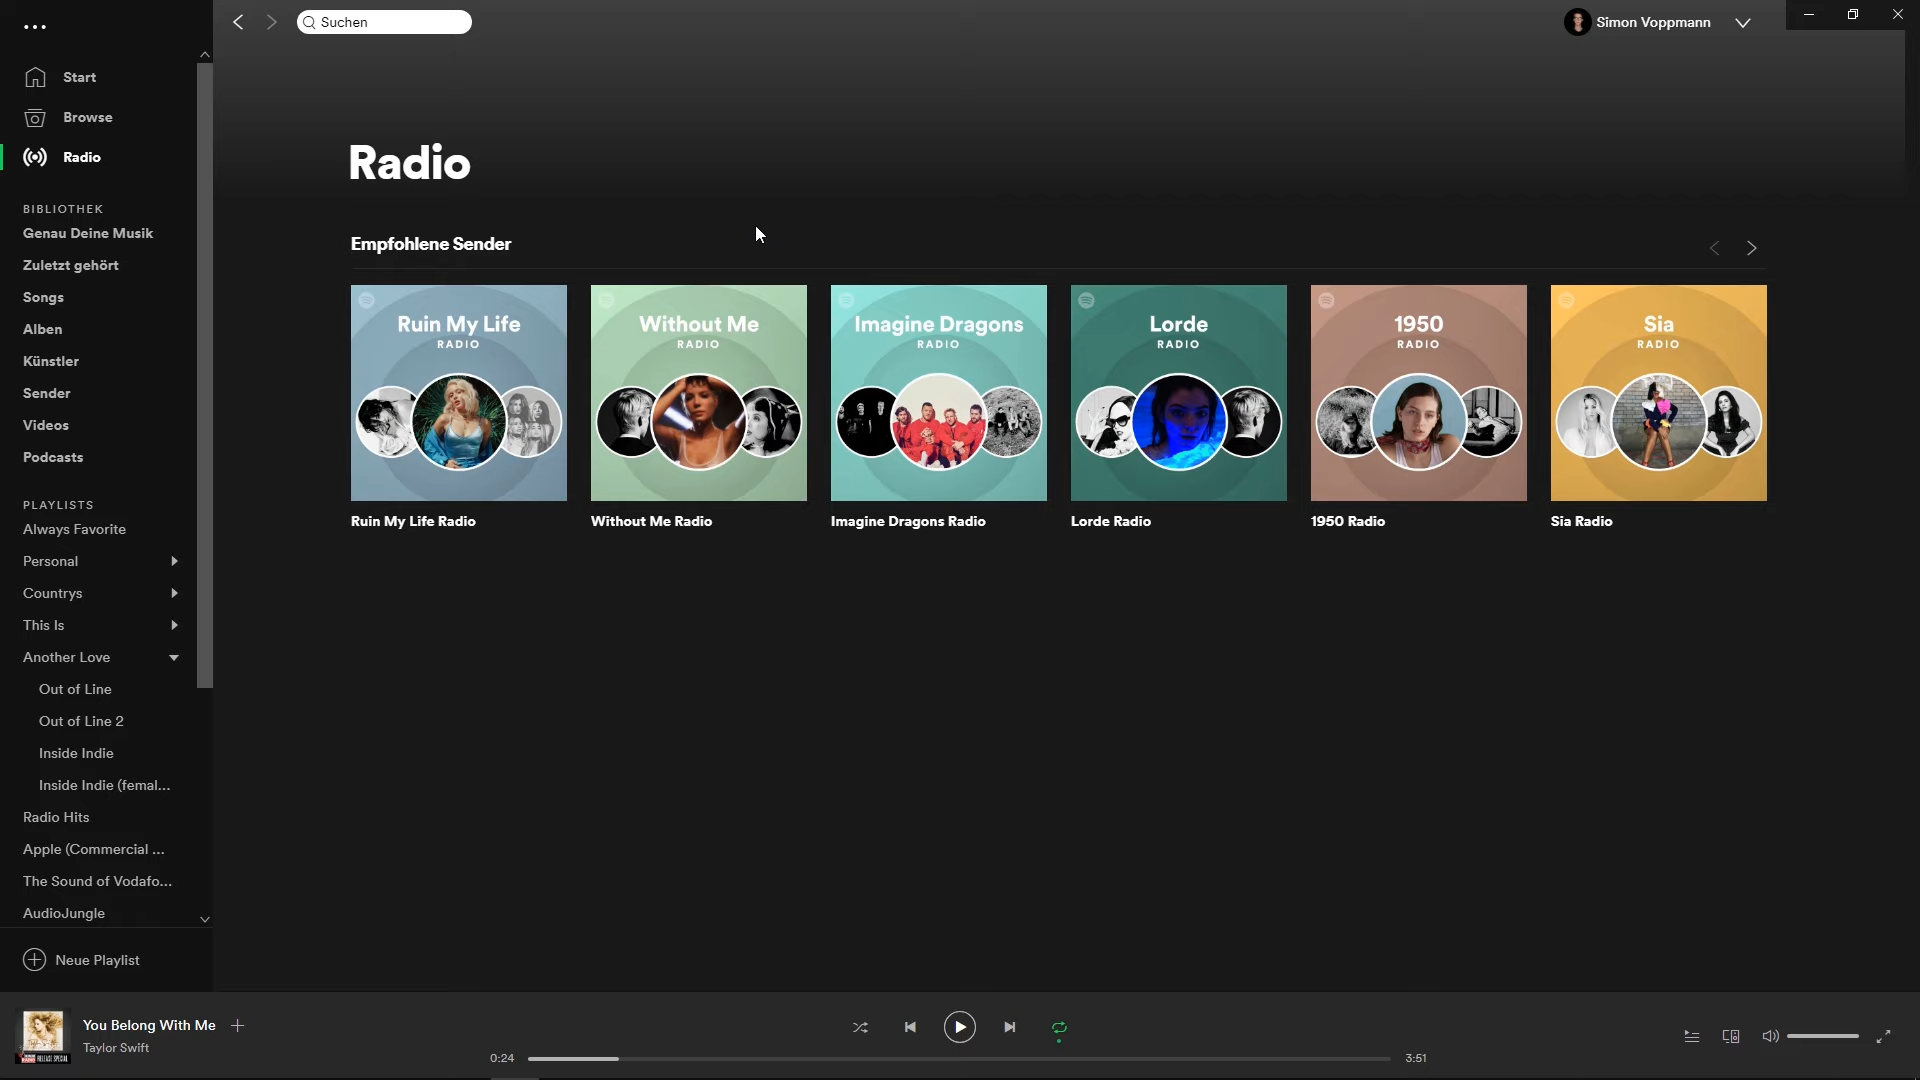 Suchen
Simon Voppmann
Start
Browse
Radio
BIBLIOTHEK
Genau Deine Musik
Zuletzt gehört
Songs
Alben
Künstler
Sender
Videos
Podcasts
PLAYLISTS
Always Favorite
Personal
Countrys
This Is
Another Love
Out of Line
Out of Line 2
Inside Indie
Inside Indie (femal...
Radio Hits
Apple (Commercial ...
The Sound of Vodafo...
AudioJungle
Neue Playlist
Radio
Empfohlene Sender
Ruin My Life
RADIO
Ruin My Life Radio
Without Me
RADIO
Without Me Radio
Imagine Dragons
RADIO
Imagine Dragons Radio
Lorde
RADIO
Lorde Radio
1950
RADIO
1950 Radio
Sia
RADIO
Sia Radio
You Belong With Me
Taylor Swift
0:24
3:51